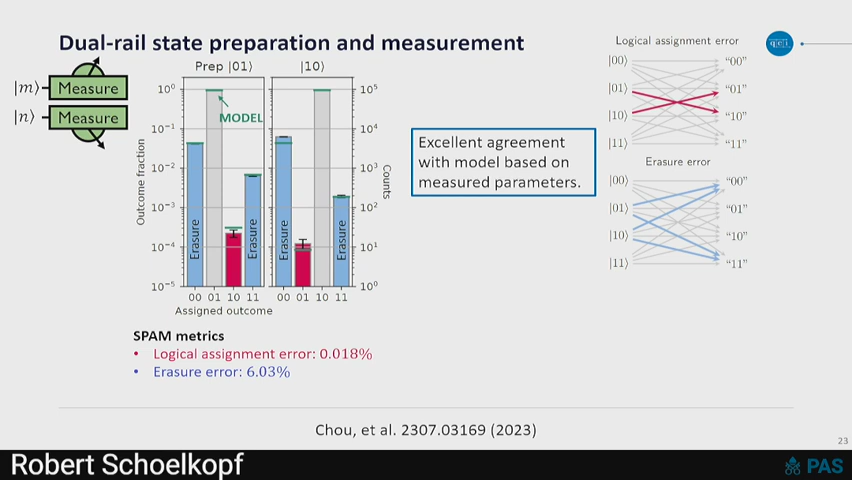 Dual-rail state preparation and measurement
|m⟩ Measure
|n⟩ Measure
Prep |01⟩ |10⟩
10⁰ 10⁵
MODEL
10⁻¹ 10⁴
10⁻² 10³
10⁻³ 10²
10⁻⁴ 10¹
10⁻⁵ 10⁰
Outcome fraction
Counts
Erasure Erasure Erasure Erasure
00 01 10 11 00 01 10 11
Assigned outcome
Excellent agreement
with model based on
measured parameters.
Logical assignment error
|00⟩ “00”
|01⟩ “01”
|10⟩ “10”
|11⟩ “11”
Erasure error
|00⟩ “00”
|01⟩ “01”
|10⟩ “10”
|11⟩ “11”
SPAM metrics
• Logical assignment error: 0.018%
• Erasure error: 6.03%
Chou, et al. 2307.03169 (2023)
23
Robert Schoelkopf
PAS